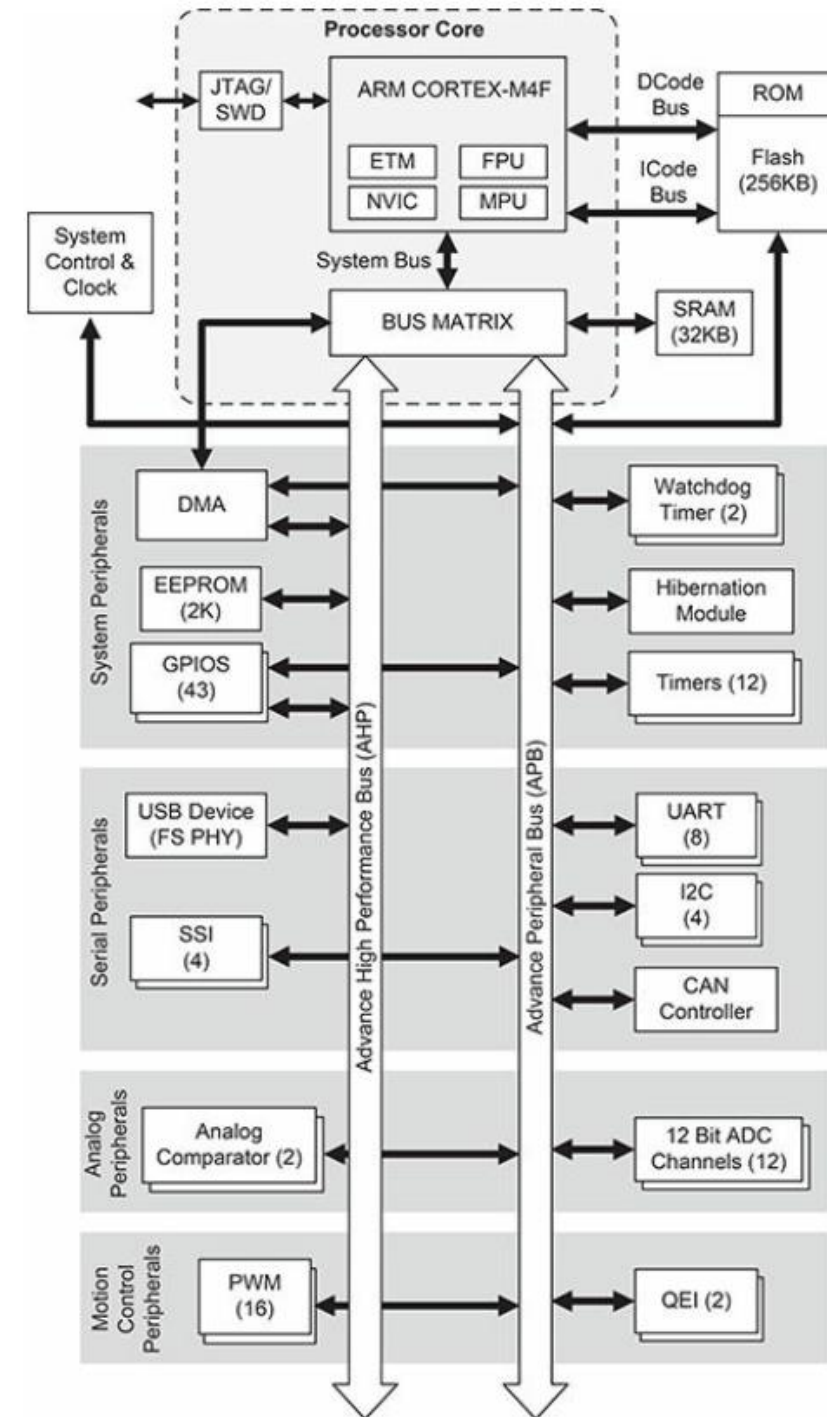 Processor Core
JTAG/
SWD
ARM CORTEX-M4F
ETM
FPU
NVIC
MPU
DCode
Bus
ICode
Bus
ROM
Flash
(256KB)
System
Control &
Clock
System Bus
BUS MATRIX
SRAM
(32KB)
System Peripherals
DMA
EEPROM
(2K)
GPIOS
(43)
Watchdog
Timer (2)
Hibernation
Module
Timers (12)
Advance High Performance Bus (AHP)
Advance Peripheral Bus (APB)
Serial Peripherals
USB Device
(FS PHY)
SSI
(4)
UART
(8)
I2C
(4)
CAN
Controller
Analog
Peripherals
Analog
Comparator (2)
12 Bit ADC
Channels (12)
Motion
Control
Peripherals
PWM
(16)
QEI (2)